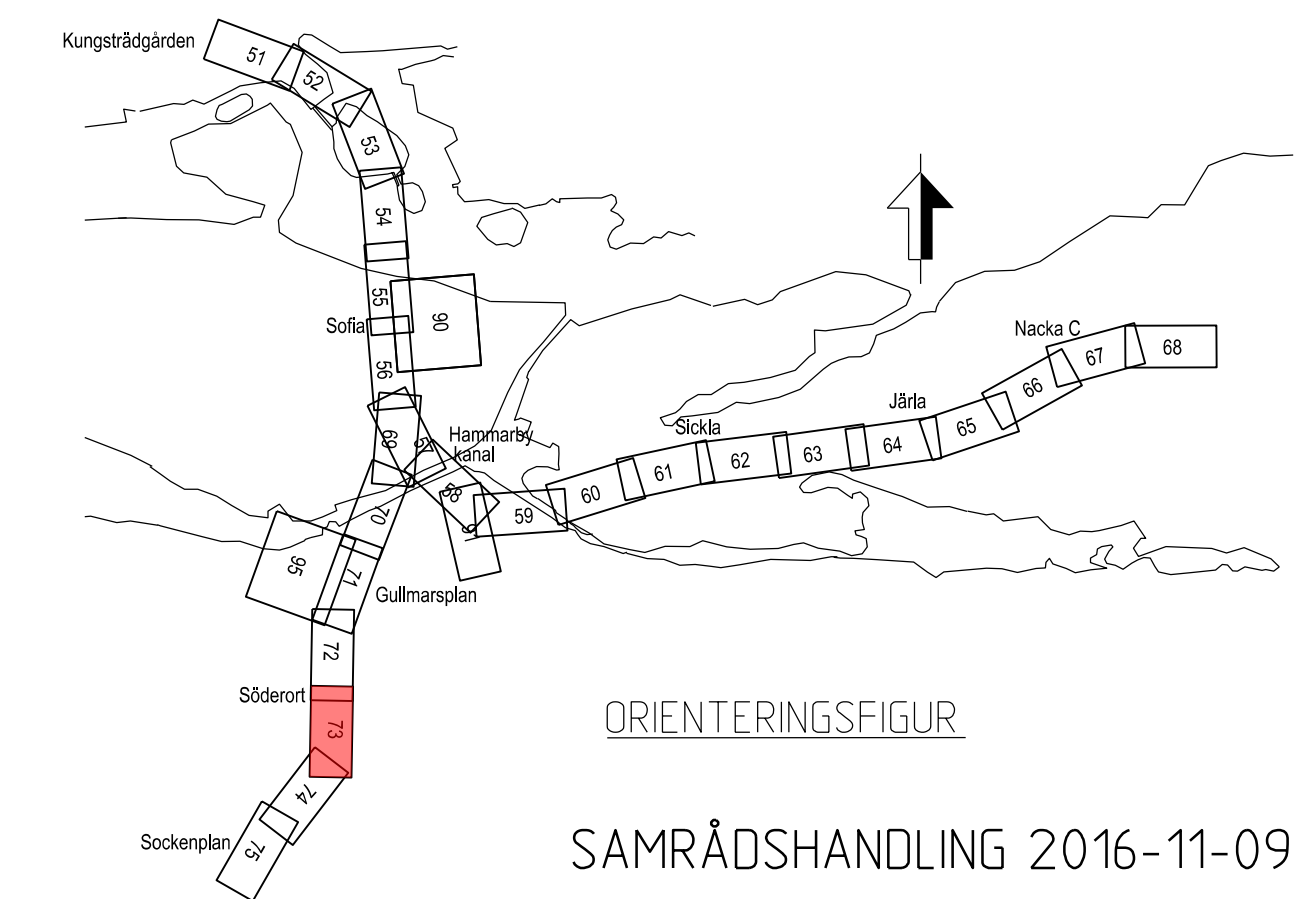 Kungsträdgården
51
52
53
54
55
Sofia
90
56
69
57
Hammarby
kanal
58
59
60
61
Sickla
62
63
64
Järla
65
66
Nacka C
67
68
70
95
71
Gullmarsplan
72
Söderort
73
74
Sockenplan
75
ORIENTERINGSFIGUR
SAMRÅDSHANDLING 2016-11-09